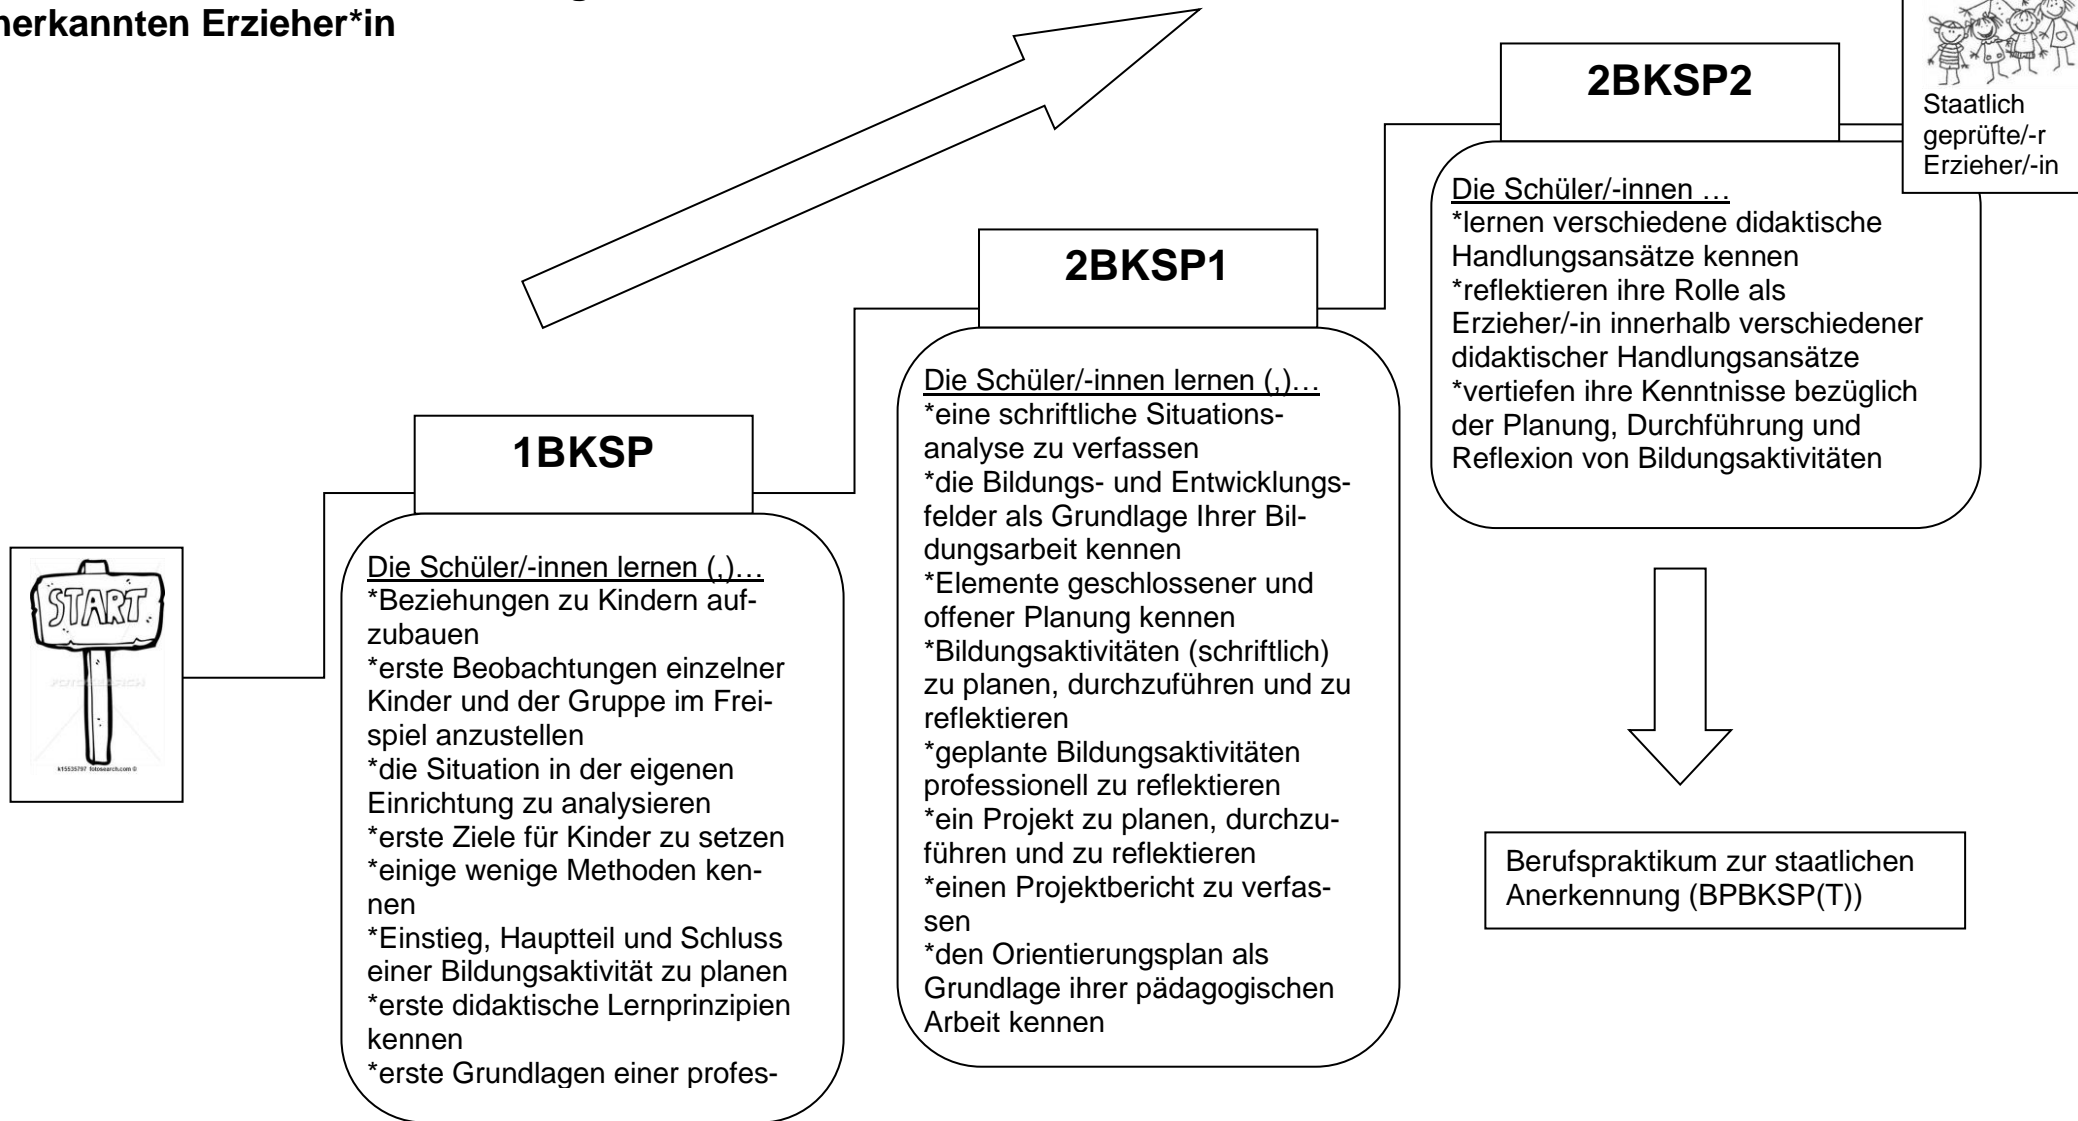 nerkannten Erzieher*in
START.
k15535797 fotosearch.com ©
1BKSP
Die Schüler/-innen lernen (,)…
*Beziehungen zu Kindern auf-
zubauen
*erste Beobachtungen einzelner
Kinder und der Gruppe im Frei-
spiel anzustellen
*die Situation in der eigenen
Einrichtung zu analysieren
*erste Ziele für Kinder zu setzen
*einige wenige Methoden ken-
nen
*Einstieg, Hauptteil und Schluss
einer Bildungsaktivität zu planen
*erste didaktische Lernprinzipien
kennen
*erste Grundlagen einer profes-
2BKSP1
Die Schüler/-innen lernen (,)…
*eine schriftliche Situations-
analyse zu verfassen
*die Bildungs- und Entwicklungs-
felder als Grundlage Ihrer Bil-
dungsarbeit kennen
*Elemente geschlossener und
offener Planung kennen
*Bildungsaktivitäten (schriftlich)
zu planen, durchzuführen und zu
reflektieren
*geplante Bildungsaktivitäten
professionell zu reflektieren
*ein Projekt zu planen, durchzu-
führen und zu reflektieren
*einen Projektbericht zu verfas-
sen
*den Orientierungsplan als
Grundlage ihrer pädagogischen
Arbeit kennen
2BKSP2
Die Schüler/-innen …
*lernen verschiedene didaktische
Handlungsansätze kennen
*reflektieren ihre Rolle als
Erzieher/-in innerhalb verschiedener
didaktischer Handlungsansätze
*vertiefen ihre Kenntnisse bezüglich
der Planung, Durchführung und
Reflexion von Bildungsaktivitäten
Staatlich
geprüfte/-r
Erzieher/-in
Berufspraktikum zur staatlichen
Anerkennung (BPBKSP(T))